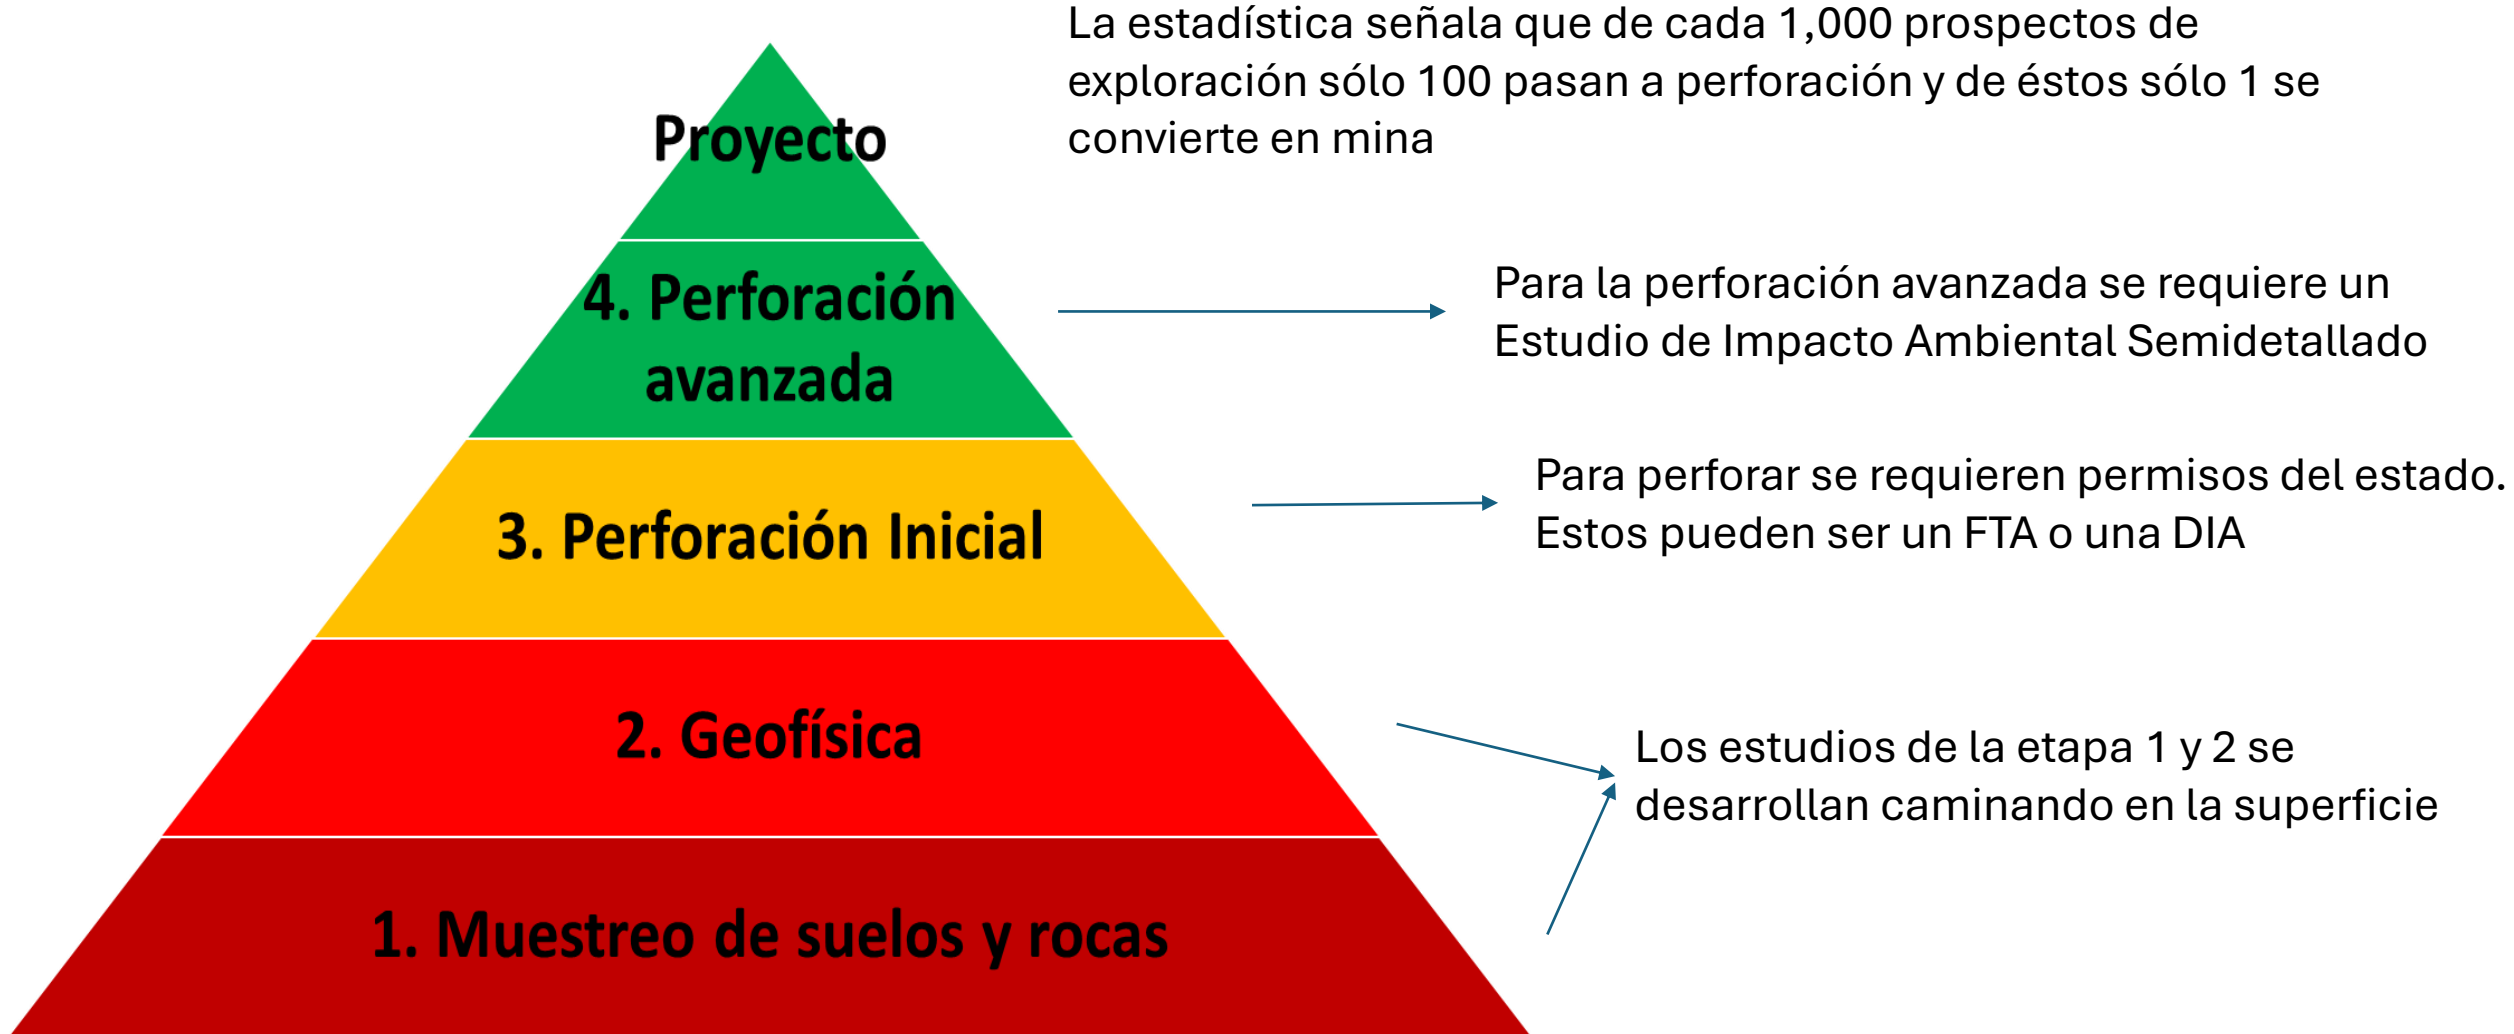 La estadística señala que de cada 1,000 prospectos de
exploración sólo 100 pasan a perforación y de éstos sólo 1 se
convierte en mina
Proyecto
4. Perforación
avanzada
Para la perforación avanzada se requiere un
Estudio de Impacto Ambiental Semidetallado
3. Perforación Inicial
Para perforar se requieren permisos del estado.
Estos pueden ser un FTA o una DIA
2. Geofísica
Los estudios de la etapa 1 y 2 se
desarrollan caminando en la superficie
1. Muestreo de suelos y rocas